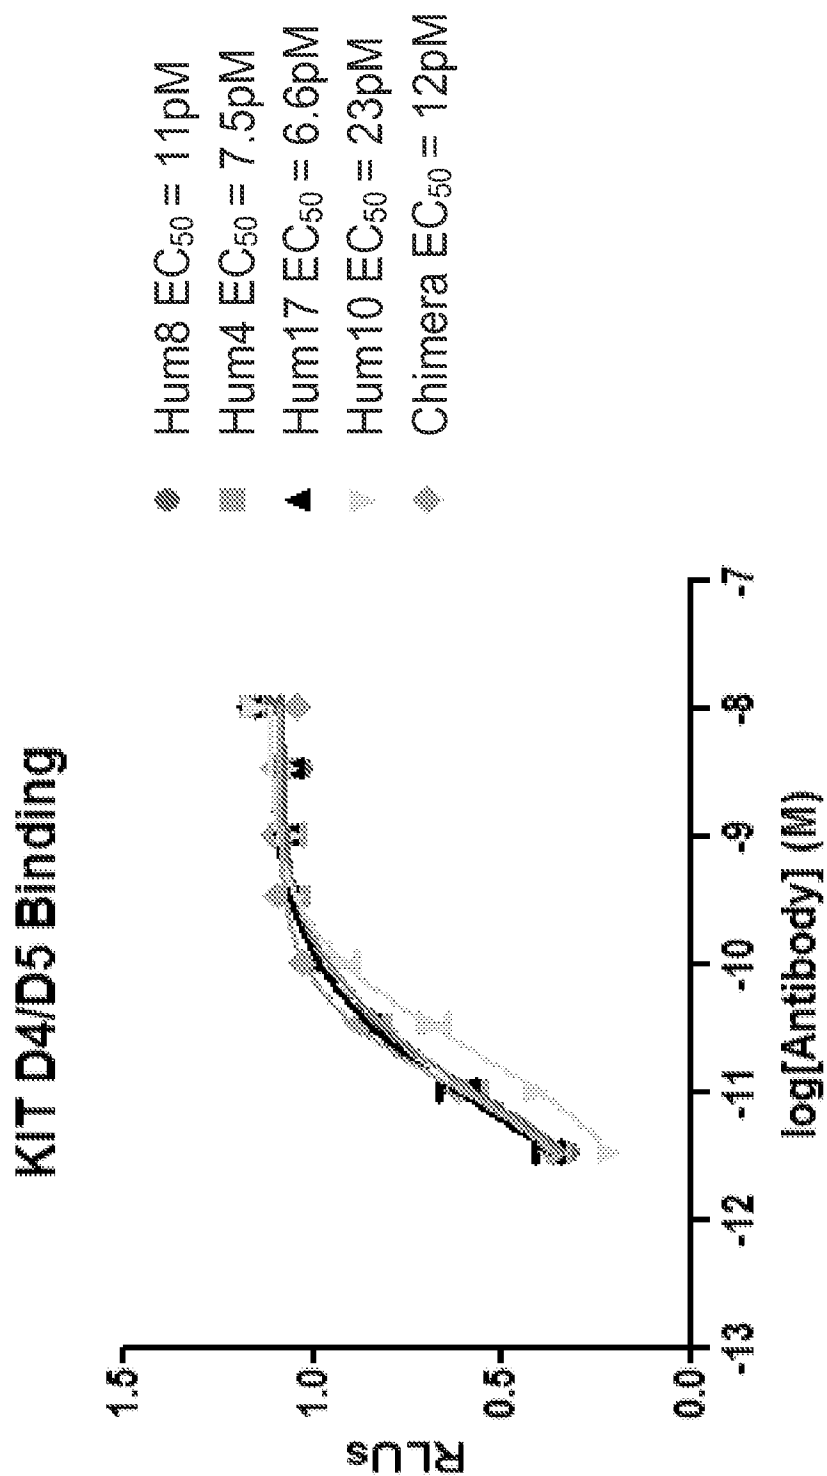 KIT D4/D5 Binding
1.5
1.0
0.5
0.0
RLUs
-13
-12
-11
-10
-9
-8
-7
log[Antibody] (M)
Hum8 EC50 = 11pM
Hum4 EC50 = 7.5pM
Hum17 EC50 = 6.6pM
Hum10 EC50 = 23pM
Chimera EC50 = 12pM